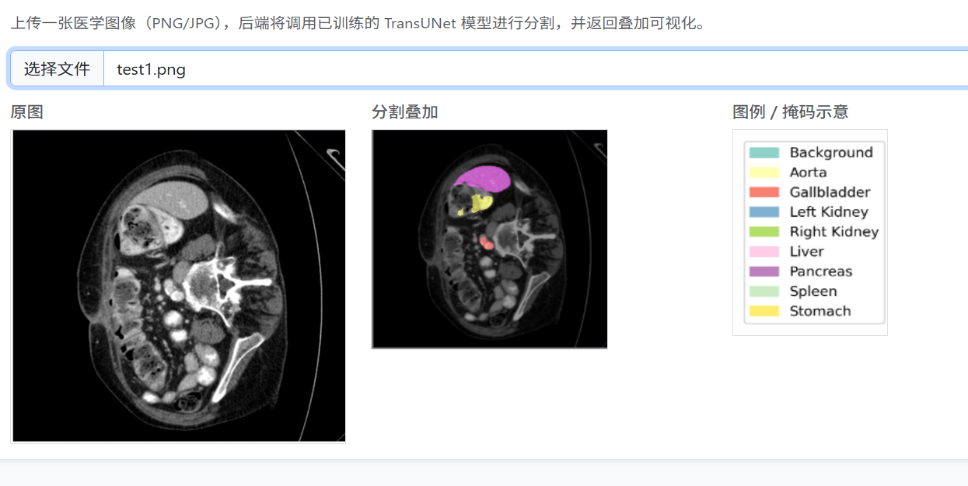 上传一张医学图像（PNG/JPG），后端将调用已训练的 TransUNet 模型进行分割，并返回叠加可视化。
选择文件 test1.png
原图
分割叠加
图例 / 掩码示意
Background
Aorta
Gallbladder
Left Kidney
Right Kidney
Liver
Pancreas
Spleen
Stomach